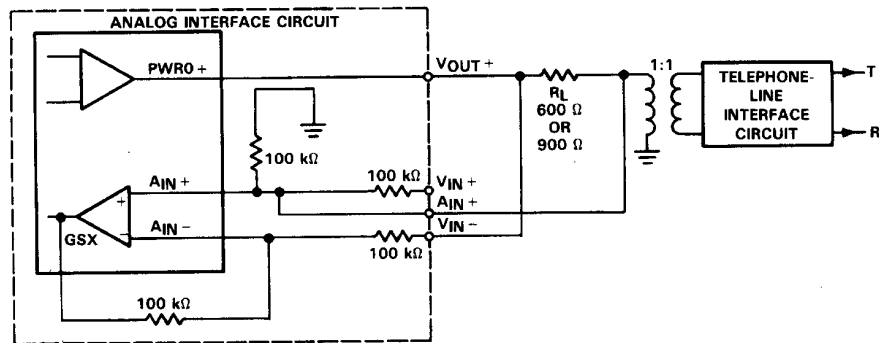 ANALOG INTERFACE CIRCUIT
PWRO +
VOUT +
RL
600 Ω
OR
900 Ω
1:1
TELEPHONE-
LINE
INTERFACE
CIRCUIT
T
R
100 kΩ
AIN +
100 kΩ
VIN +
AIN +
+
GSX
−
AIN −
VIN −
100 kΩ
100 kΩ